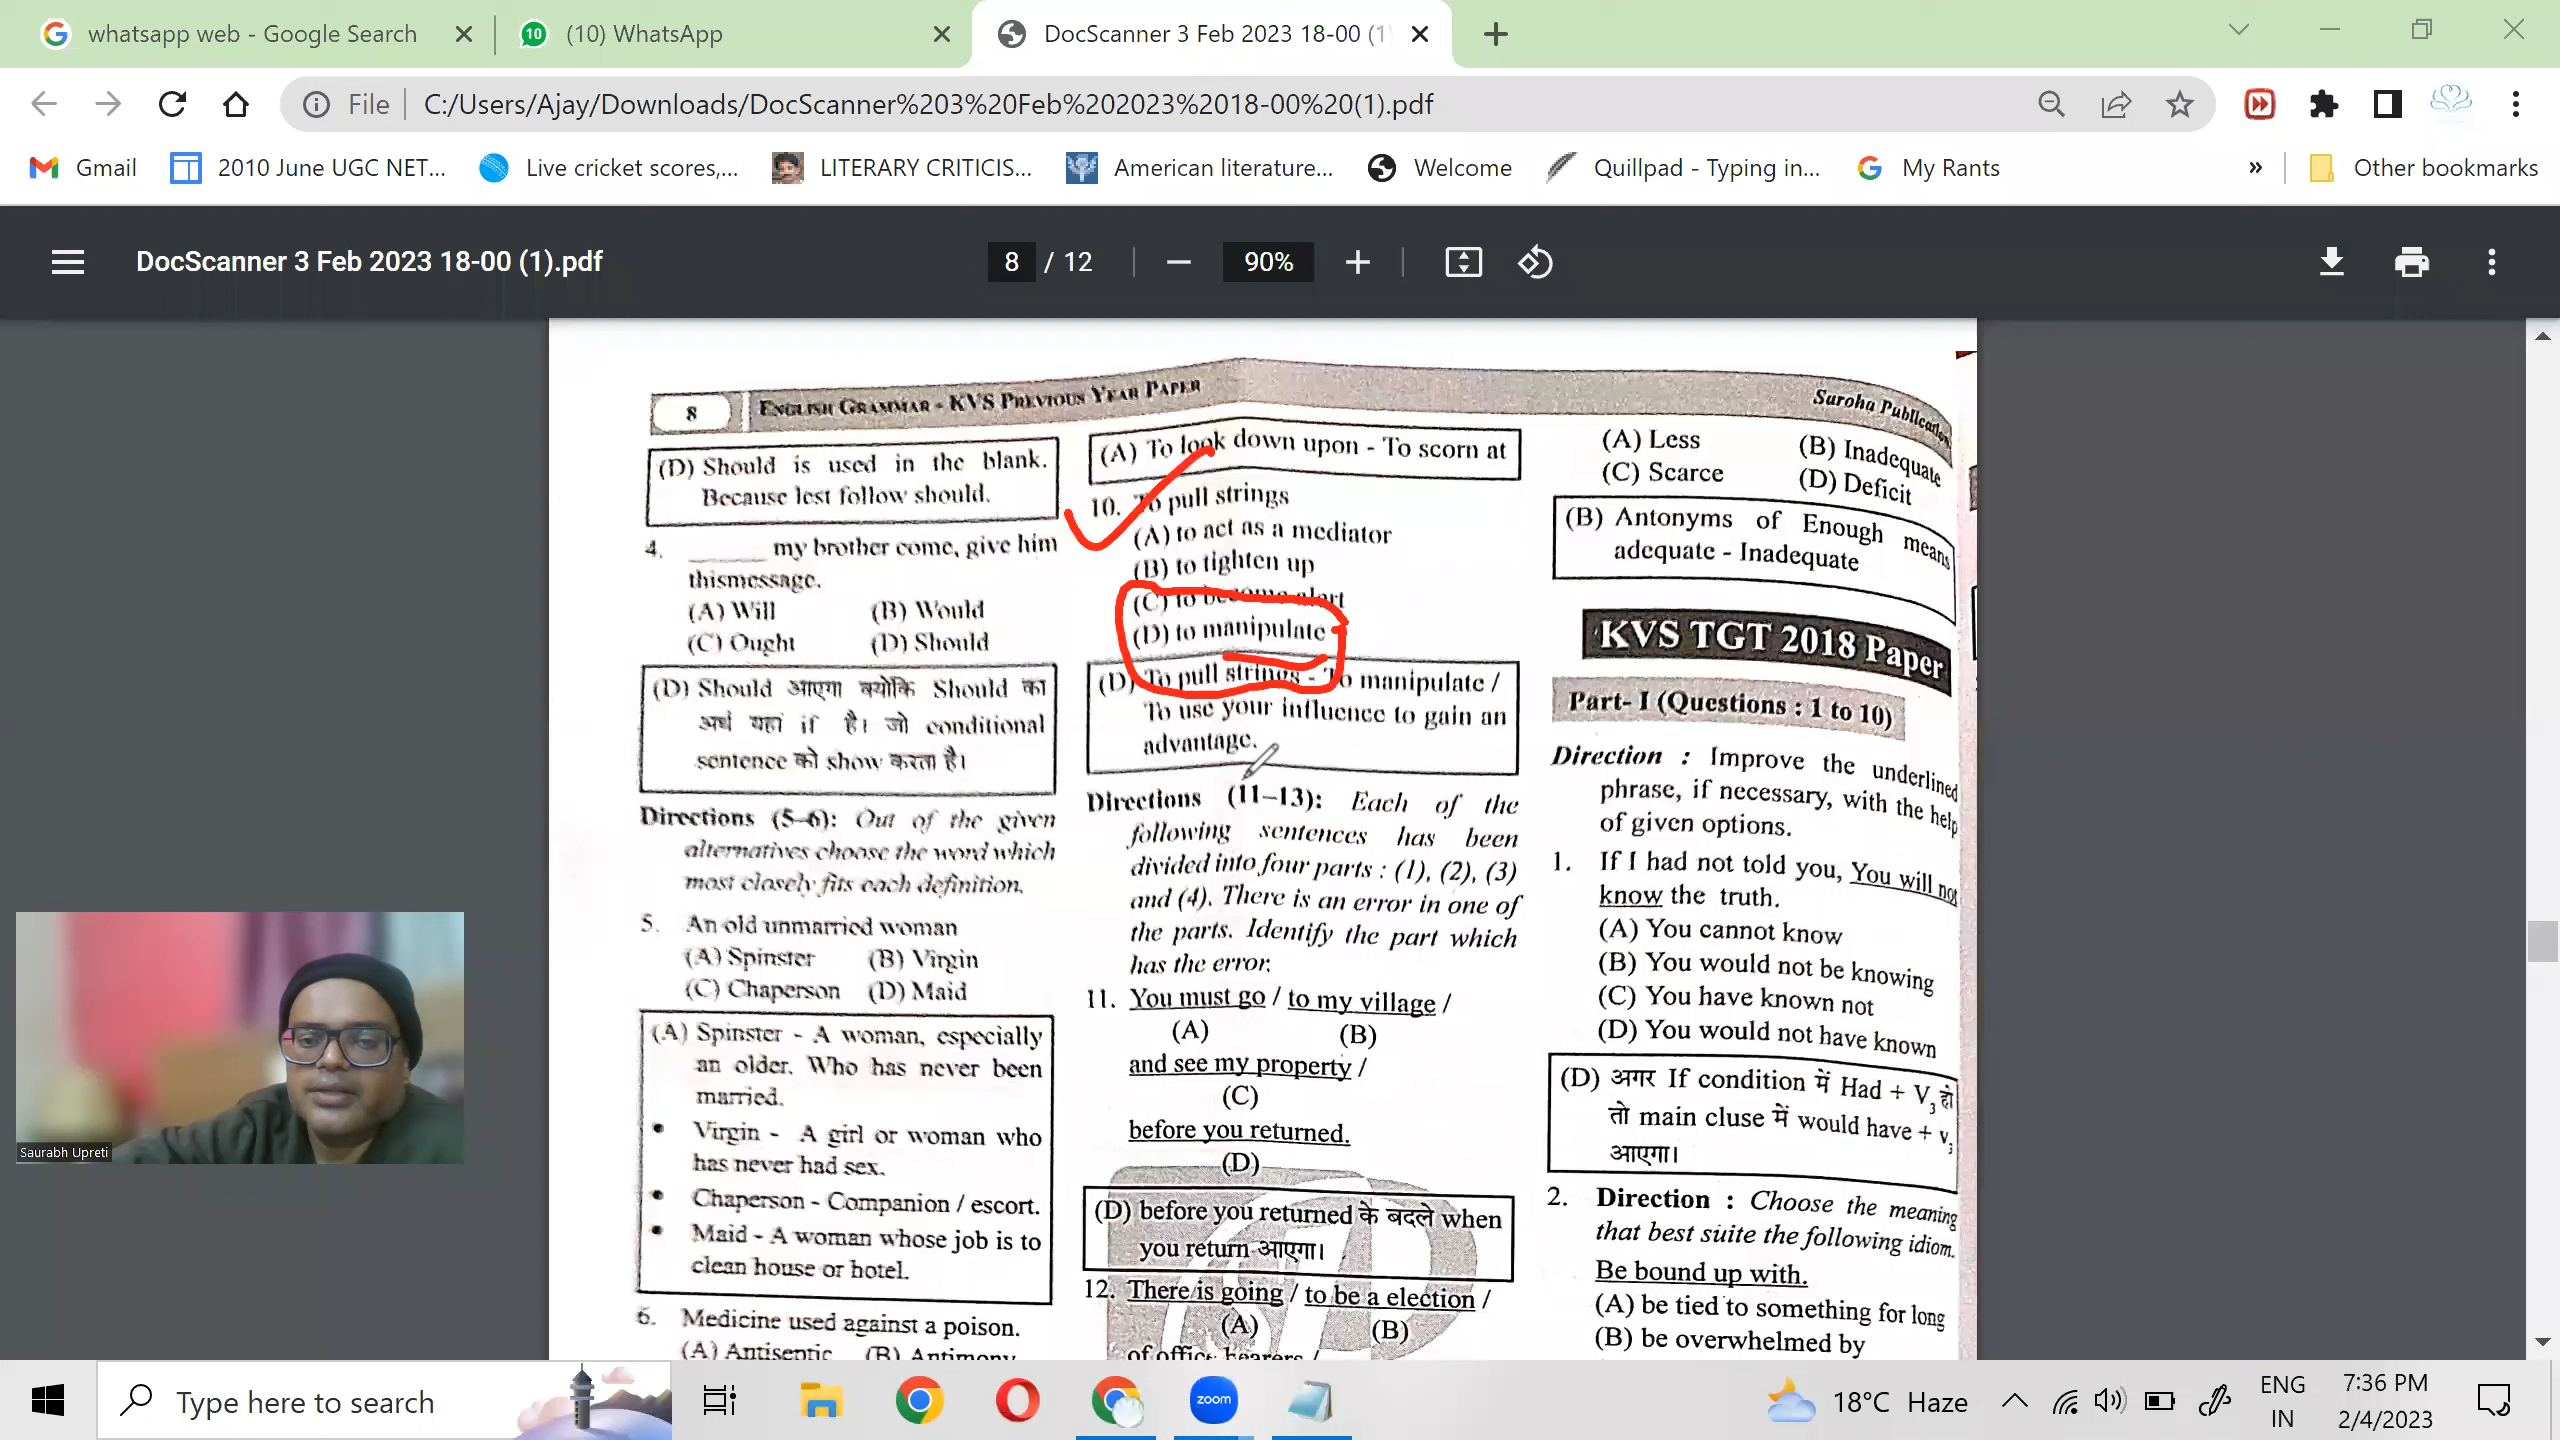 whatsapp web - Google Search
10
(10) WhatsApp
DocScanner 3 Feb 2023 18-00 (1
File
C:/Users/Ajay/Downloads/DocScanner%203%20Feb%202023%2018-00%20(1).pdf
Gmail
2010 June UGC NET...
Live cricket scores,...
LITERARY CRITICIS...
American literature...
Welcome
Quillpad - Typing in...
My Rants
»
Other bookmarks
DocScanner 3 Feb 2023 18-00 (1).pdf
8 / 12
90%
8
ENGLISH GRAMMAR - KVS PREVIOUS YEAR PAPER
Saroha Publication
(D) Should is used in the blank.
Because lest follow should.
4. ______ my brother come, give him
thismessage.
(A) Will (B) Would
(C) Ought (D) Should
(D) Should आएगा क्योकि Should का
अर्थ यहां if है। जो conditional
sentence को show करता है।
Directions (5–6): Out of the given
alternatives choose the word which
most closely fits each definition.
5. An old unmarried woman
(A) Spinster (B) Virgin
(C) Chaperson (D) Maid
(A) Spinster - A woman, especially
an older. Who has never been
married.
• Virgin - A girl or woman who
has never had sex.
• Chaperson - Companion / escort.
• Maid - A woman whose job is to
clean house or hotel.
6. Medicine used against a poison.
(A) Antiseptic (B) Antimony
(A) To look down upon - To scorn at
10. To pull strings
(A) to act as a mediator
(B) to tighten up
(C) to become alert
(D) to manipulate
(D) To pull strings - To manipulate /
To use your influence to gain an
advantage.
Directions (11–13): Each of the
following sentences has been
divided into four parts : (1), (2), (3)
and (4). There is an error in one of
the parts. Identify the part which
has the error.
11. You must go / to my village /
(A) (B)
and see my property /
(C)
before you returned.
(D)
(D) before you returned के बदले when
you return आएगा।
12. There is going / to be a election /
(A) (B)
of office bearers /
(A) Less (B) Inadequate
(C) Scarce (D) Deficit
(B) Antonyms of Enough means
adequate - Inadequate
KVS TGT 2018 Paper
Part- I (Questions : 1 to 10)
Direction : Improve the underlined
phrase, if necessary, with the help
of given options.
1. If I had not told you, You will not
know the truth.
(A) You cannot know
(B) You would not be knowing
(C) You have known not
(D) You would not have known
(D) अगर If condition में Had + V3 हो
तो main cluse में would have + v3
आएगा।
2. Direction : Choose the meaning
that best suite the following idiom.
Be bound up with.
(A) be tied to something for long
(B) be overwhelmed by
Saurabh Upreti
Type here to search
zoom
18°C Haze
ENG
IN
7:36 PM
2/4/2023